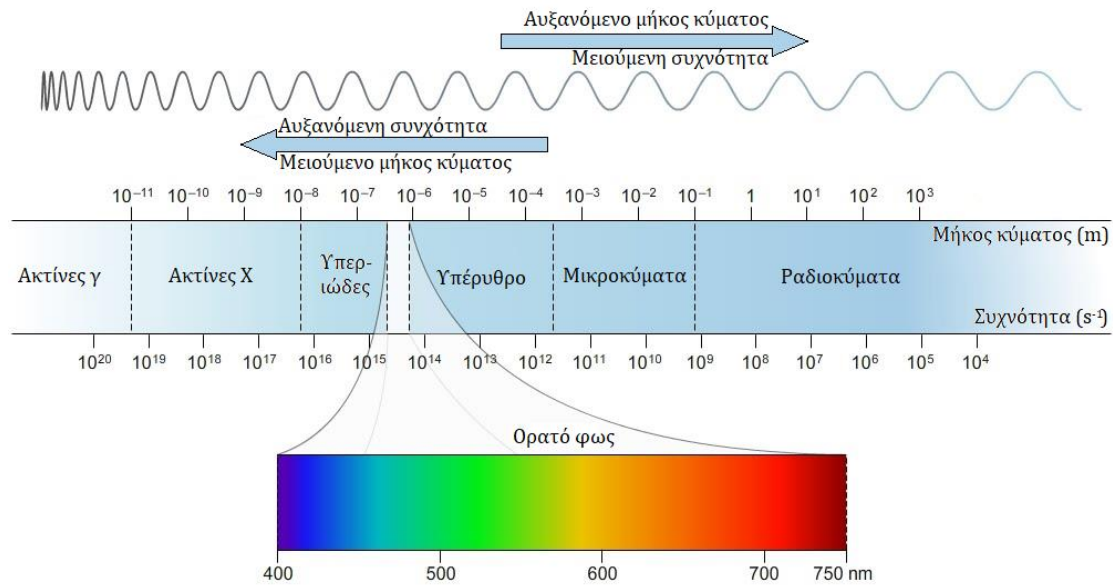 Αυξανόμενο μήκος κύματος
Μειούμενη συχνότητα
Αυξανόμενη συνχότητα
Μειούμενο μήκος κύματος
10⁻¹¹ 10⁻¹⁰ 10⁻⁹ 10⁻⁸ 10⁻⁷ 10⁻⁶ 10⁻⁵ 10⁻⁴ 10⁻³ 10⁻² 10⁻¹ 1 10¹ 10² 10³
Μήκος κύματος (m)
Ακτίνες γ Ακτίνες Χ Υπερ- Υπέρυθρο Μικροκύματα Ραδιοκύματα
ιώδες
Συχνότητα (s⁻¹)
10²⁰ 10¹⁹ 10¹⁸ 10¹⁷ 10¹⁶ 10¹⁵ 10¹⁴ 10¹³ 10¹² 10¹¹ 10¹⁰ 10⁹ 10⁸ 10⁷ 10⁶ 10⁵ 10⁴
Ορατό φως
400 500 600 700 750 nm